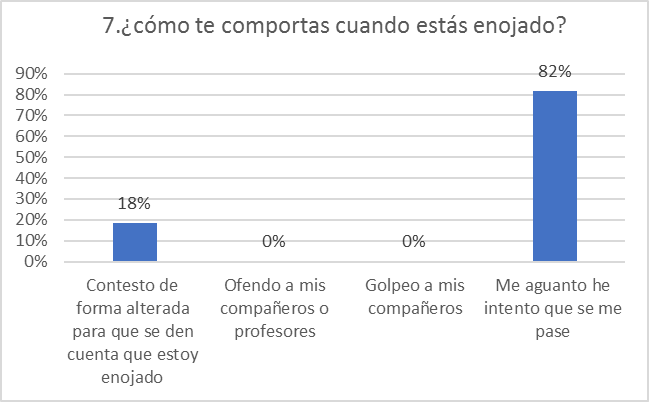 7.¿cómo te comportas cuando estás enojado?
90%
80%
70%
60%
50%
40%
30%
20%
10%
0%
18%
0%
0%
82%
Contesto de
forma alterada
para que se den
cuenta que estoy
enojado
Ofendo a mis
compañeros o
profesores
Golpeo a mis
compañeros
Me aguanto he
intento que se me
pase